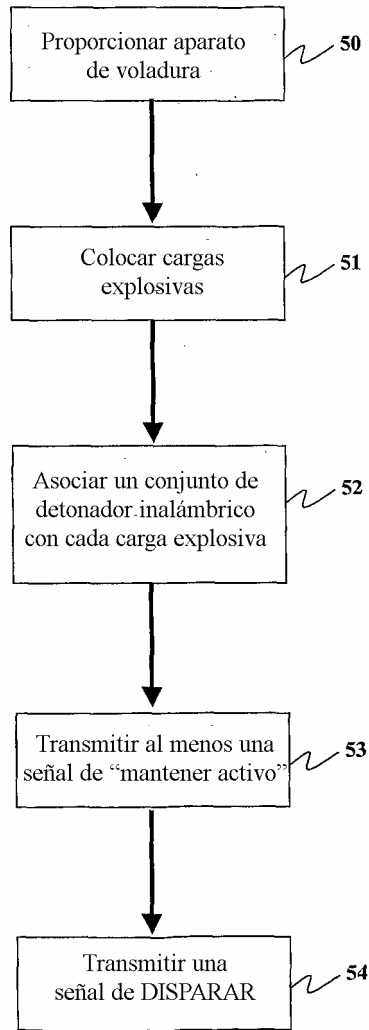 Proporcionar aparato
de voladura
50
Colocar cargas
explosivas
51
Asociar un conjunto de
detonador inalámbrico
con cada carga explosiva
52
Transmitir al menos una
señal de “mantener activo”
53
Transmitir una
señal de DISPARAR
54